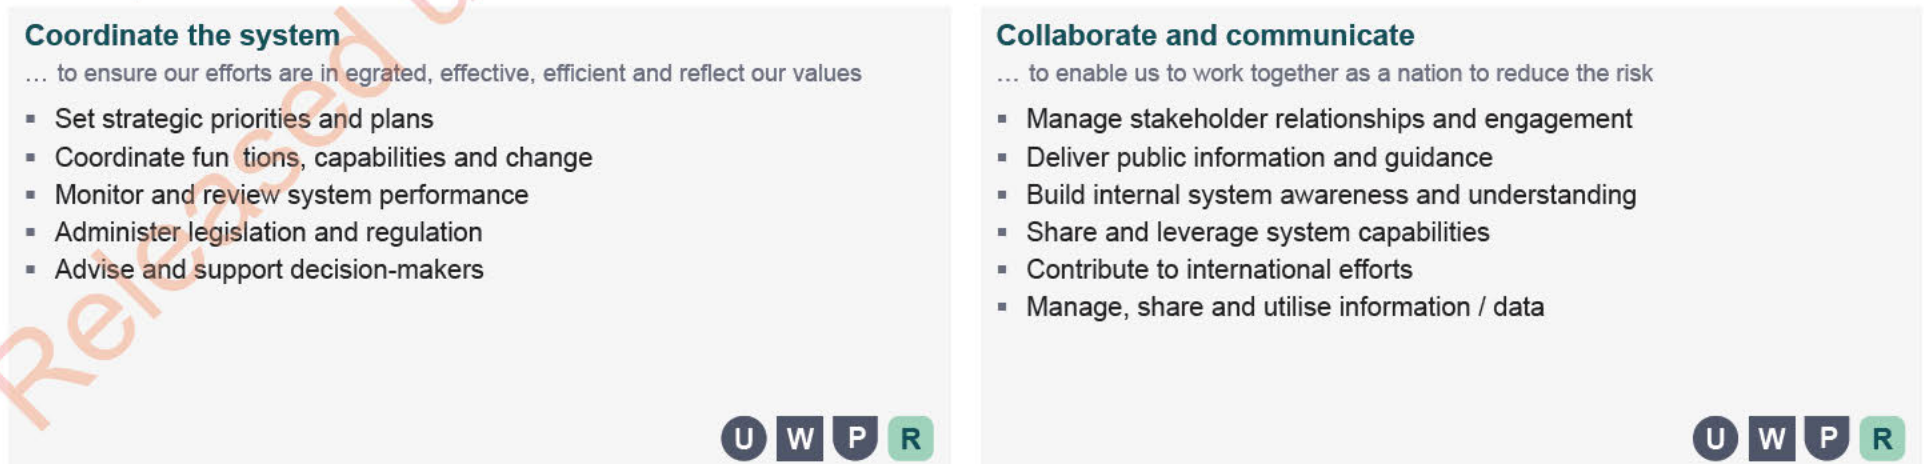 Coordinate the system
... to ensure our efforts are in egrated, effective, efficient and reflect our values
▪ Set strategic priorities and plans
▪ Coordinate fun tions, capabilities and change
▪ Monitor and review system performance
▪ Administer legislation and regulation
▪ Advise and support decision-makers
U W P R
Collaborate and communicate
... to enable us to work together as a nation to reduce the risk
▪ Manage stakeholder relationships and engagement
▪ Deliver public information and guidance
▪ Build internal system awareness and understanding
▪ Share and leverage system capabilities
▪ Contribute to international efforts
▪ Manage, share and utilise information / data
U W P R
Released